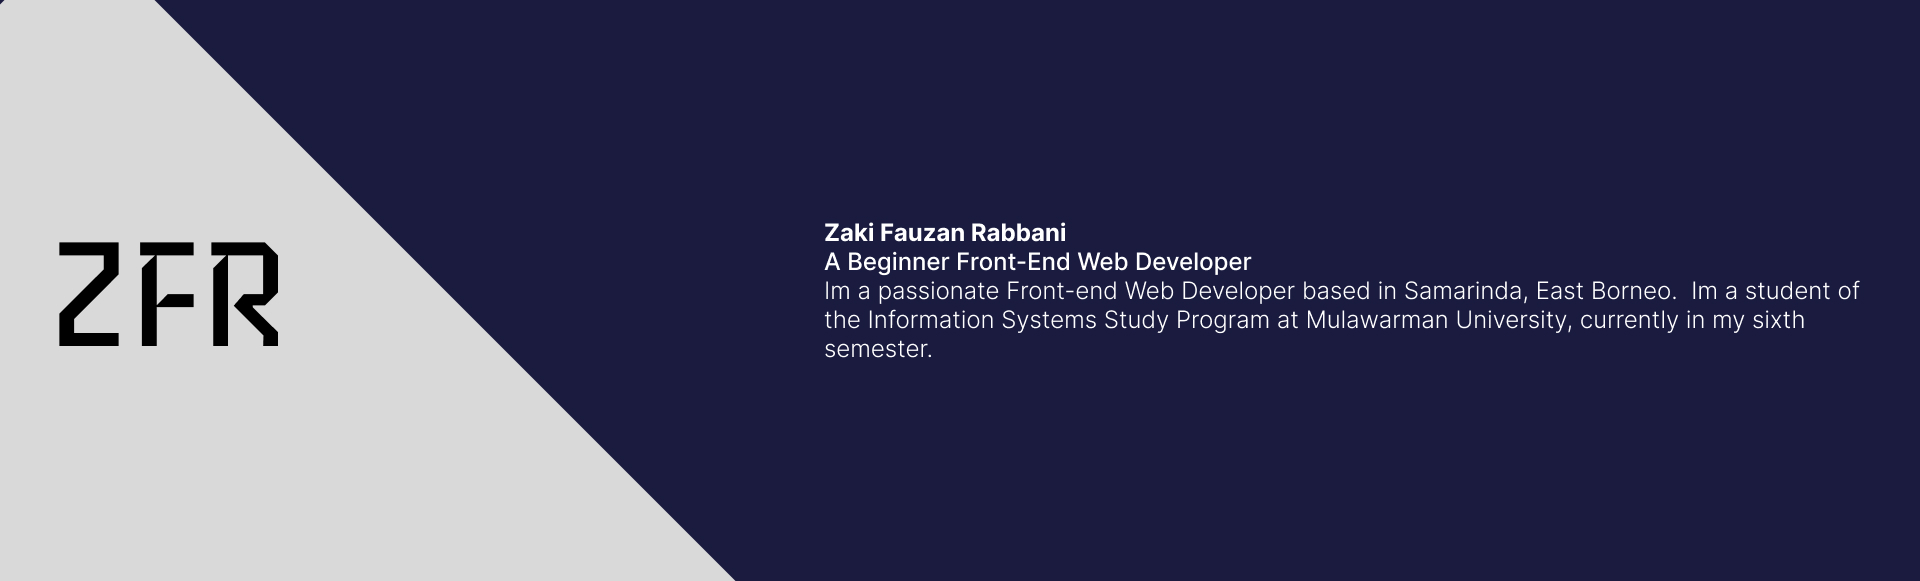 ZFR
Zaki Fauzan Rabbani
A Beginner Front-End Web Developer
Im a passionate Front-end Web Developer based in Samarinda, East Borneo.  Im a student of
the Information Systems Study Program at Mulawarman University, currently in my sixth
semester.